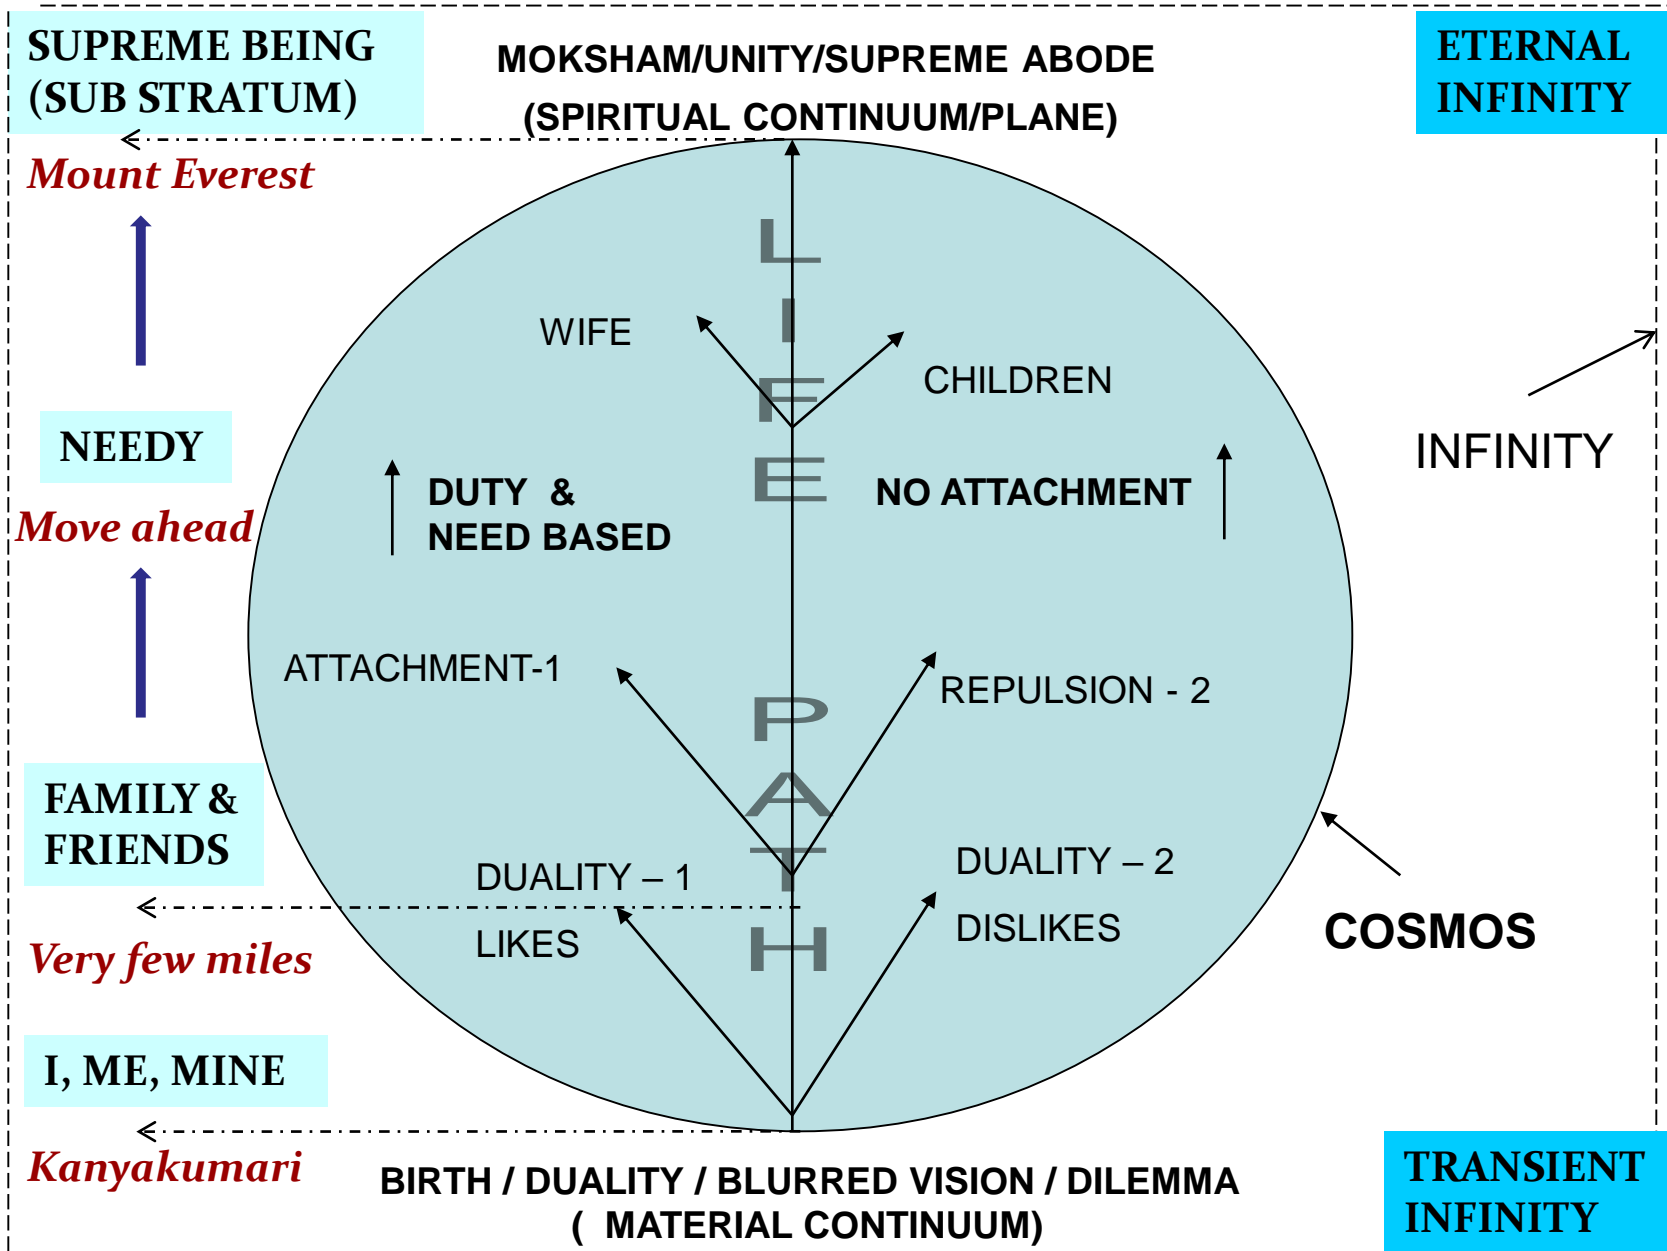 SUPREME BEING
(SUB STRATUM)
MOKSHAM/UNITY/SUPREME ABODE
(SPIRITUAL CONTINUUM/PLANE)
ETERNAL
INFINITY
Mount Everest
L
I
F
E
P
A
T
H
WIFE
CHILDREN
NEEDY
INFINITY
Move ahead
DUTY &
NEED BASED
NO ATTACHMENT
ATTACHMENT-1
REPULSION - 2
FAMILY &
FRIENDS
DUALITY – 1
LIKES
DUALITY – 2
DISLIKES
COSMOS
Very few miles
I, ME, MINE
Kanyakumari
BIRTH / DUALITY / BLURRED VISION / DILEMMA
( MATERIAL CONTINUUM)
TRANSIENT
INFINITY